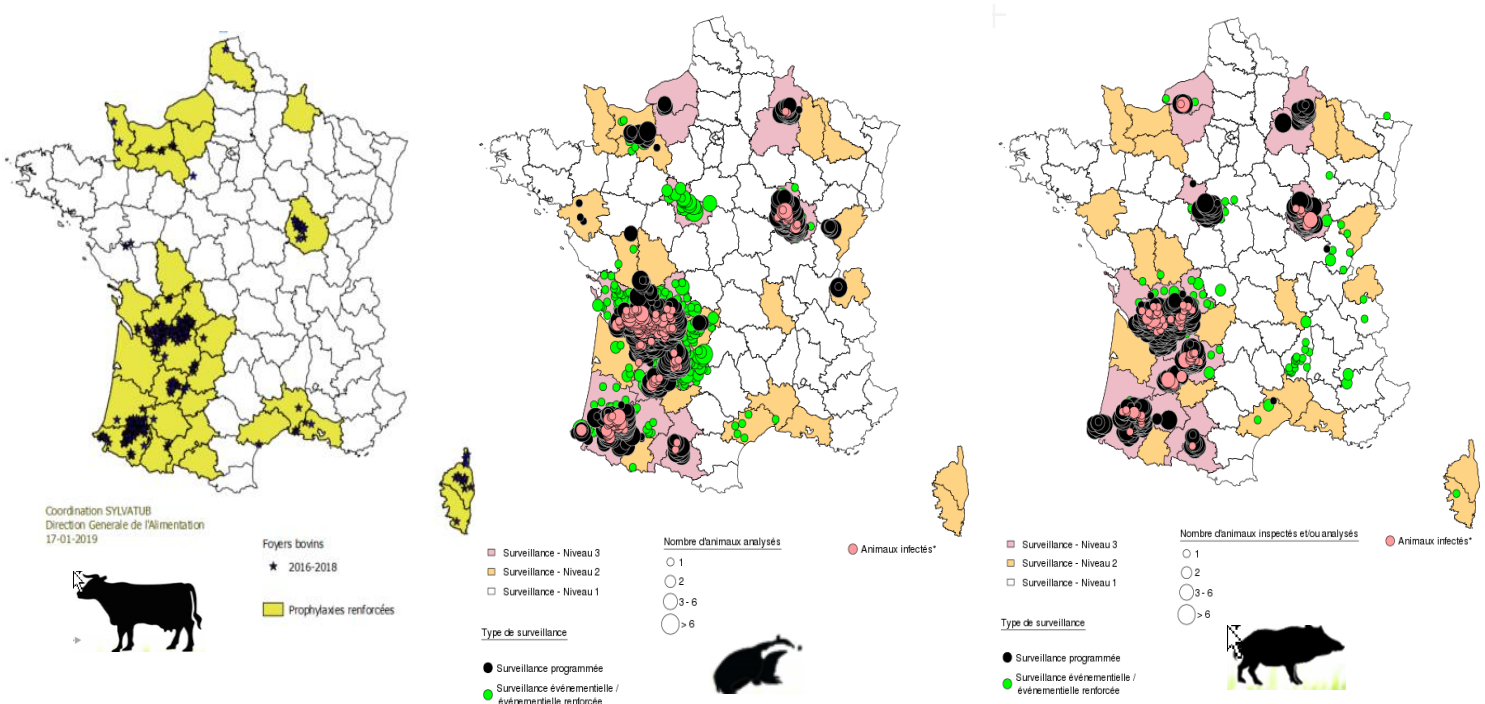 Coordination SYLVATUB
Direction Generale de l'Alimentation
17-01-2019
Foyers bovins
2016-2018
Prophylaxies renforcées
Surveillance - Niveau 3
Surveillance - Niveau 2
Surveillance - Niveau 1
Type de surveillance
Surveillance programmée
Surveillance événementielle /
événementielle renforcée
Nombre d'animaux analysés
1
2
3 - 6
> 6
Animaux infectés*
Surveillance - Niveau 3
Surveillance - Niveau 2
Surveillance - Niveau 1
Type de surveillance
Surveillance programmée
Surveillance événementielle /
événementielle renforcée
Nombre d'animaux inspectés et/ou analysés
1
2
3 - 6
> 6
Animaux infectés*